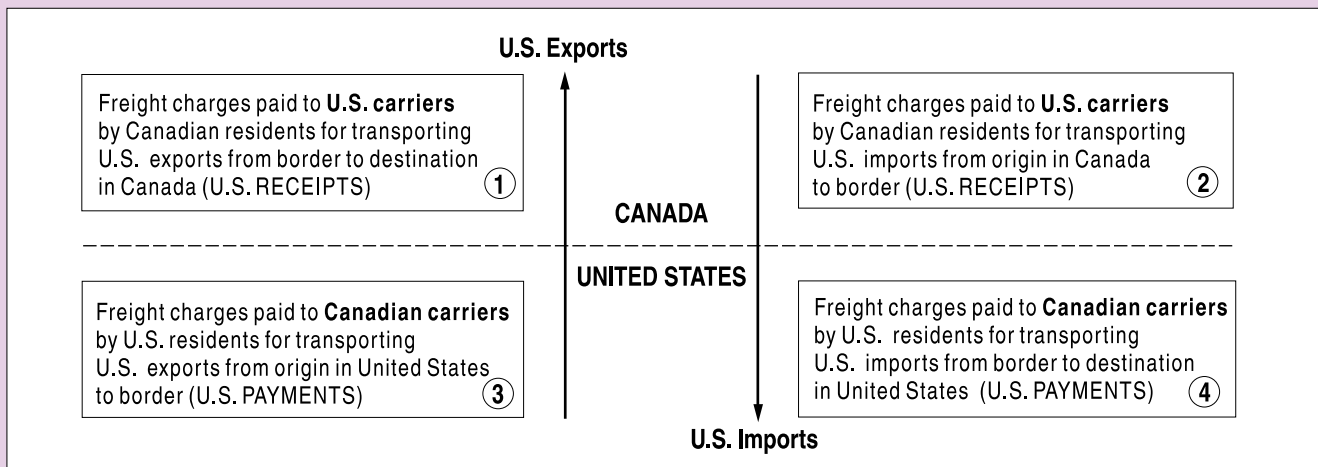 U.S. Exports
Freight charges paid to U.S. carriers
by Canadian residents for transporting
U.S. exports from border to destination
in Canada (U.S. RECEIPTS)
1
Freight charges paid to U.S. carriers
by Canadian residents for transporting
U.S. imports from origin in Canada
to border (U.S. RECEIPTS)
2
CANADA
UNITED STATES
Freight charges paid to Canadian carriers
by U.S. residents for transporting
U.S. exports from origin in United States
to border (U.S. PAYMENTS)
3
Freight charges paid to Canadian carriers
by U.S. residents for transporting
U.S. imports from border to destination
in United States (U.S. PAYMENTS)
4
U.S. Imports